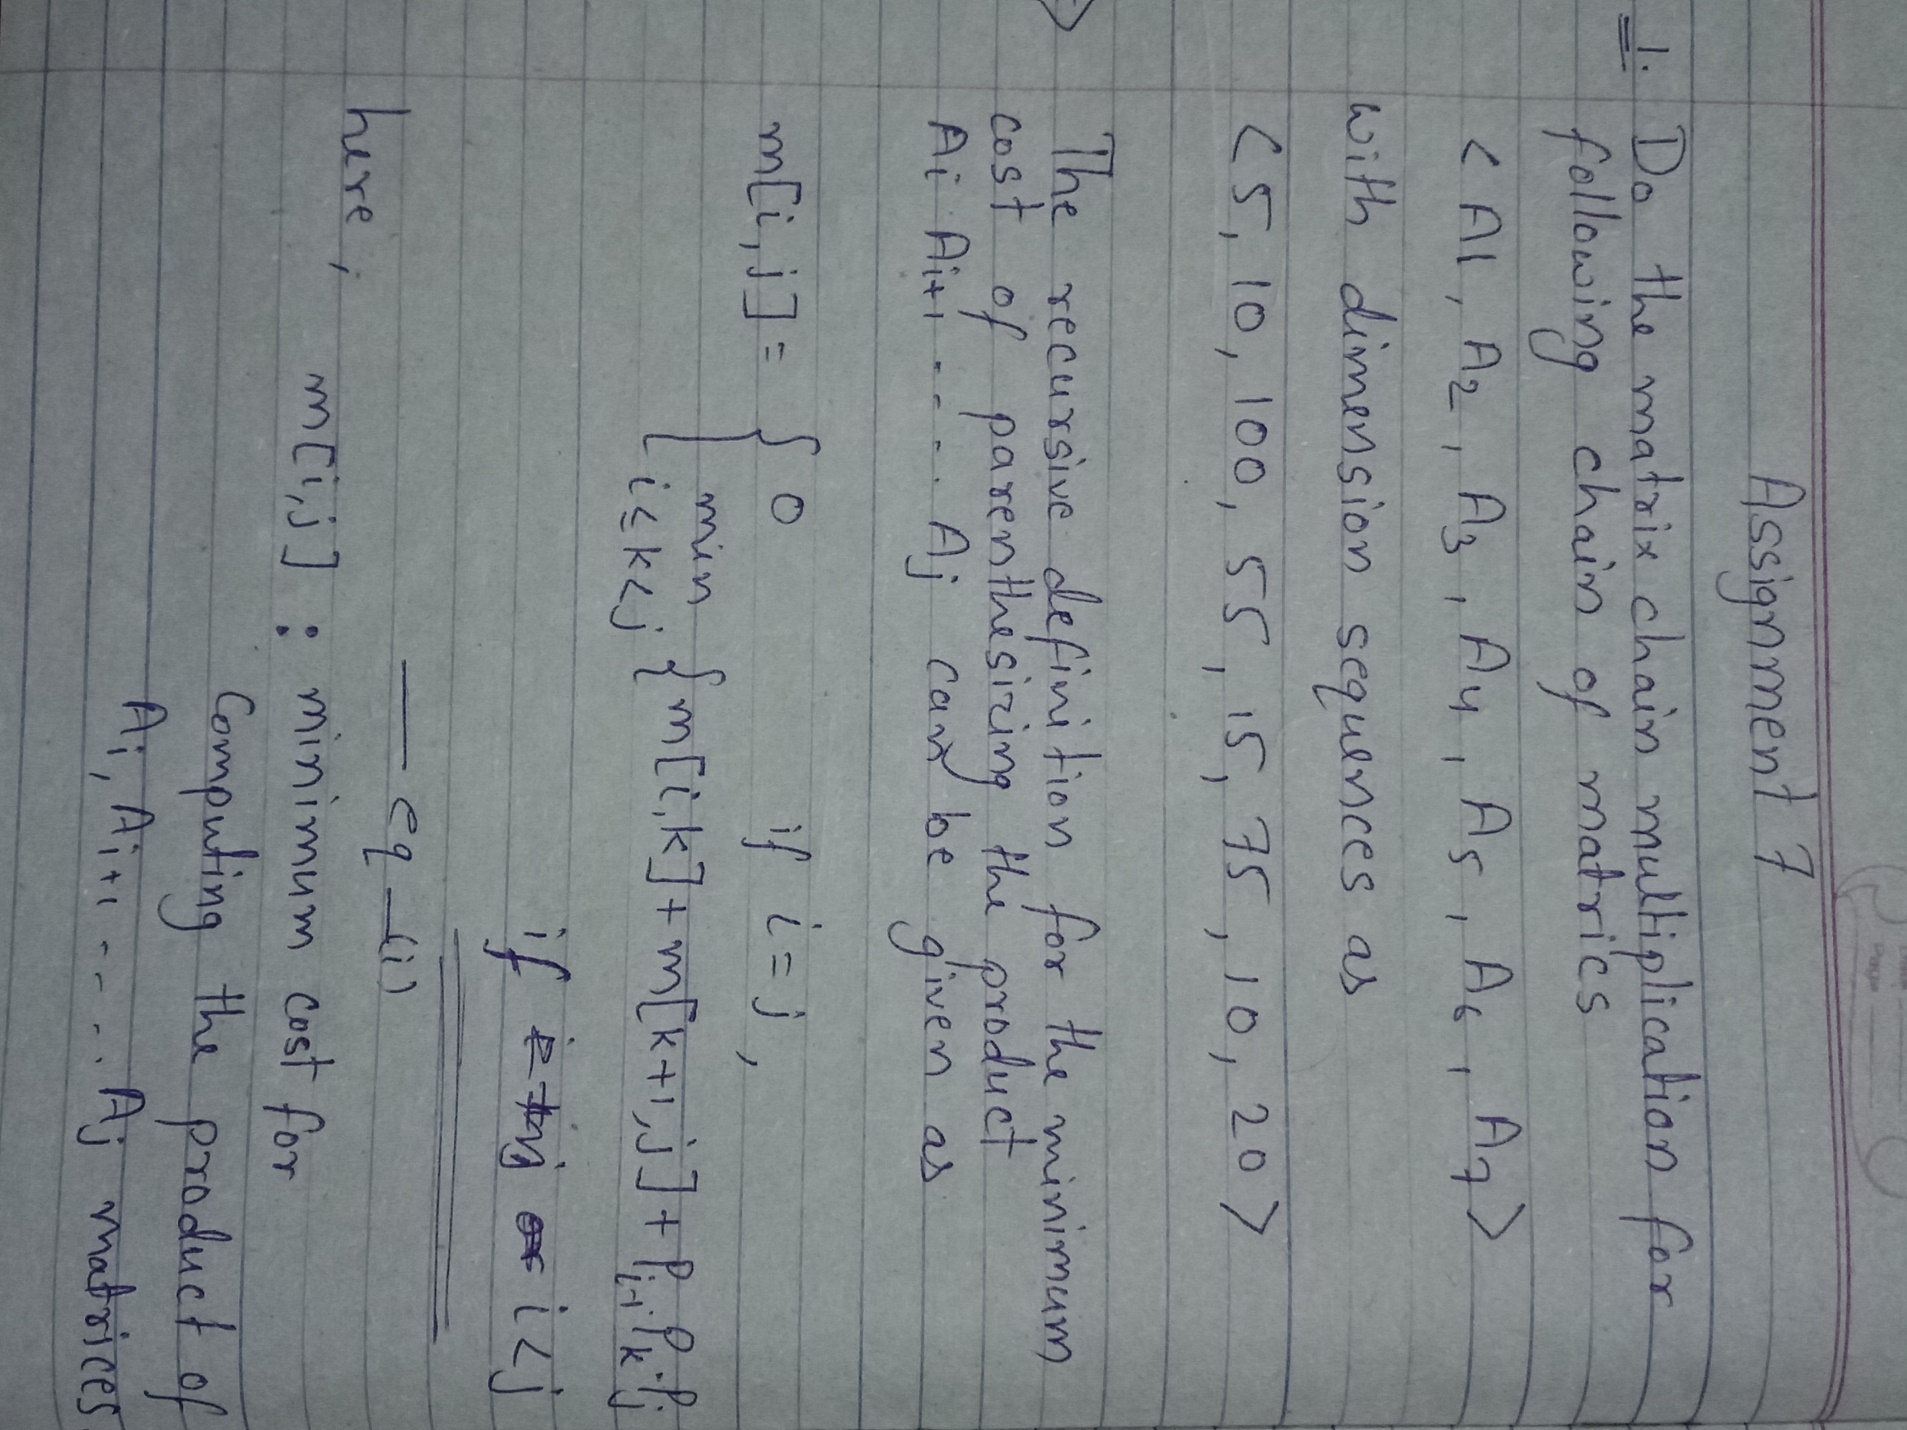 Assignment 7
1. Do the matrix chain multiplication for
following chain of matrics
< A1, A2, A3, A4, A5, A6, A7 >
with dimension sequences as
< 5, 10, 100, 55, 15, 75, 10, 20 >
The recursive definition for the minimum
cost of parenthesizing the product
Ai Ai+1 - - - . Aj can be given as
m[i, j] = { 0 if i = j,
min {m[i,k]+m[k+1,j]+Pi-1.Pk.Pj
i≤k<j
if i<j
— eq —(i)
here, m[i,j] : minimum cost for
Computing the product of
Ai, Ai+1 - - - . Aj matrices